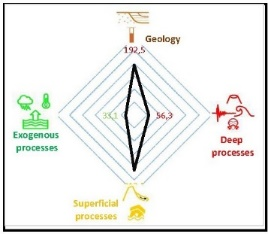 Geology
192,5
33,1
56,3
Exogenous
processes
Deep
processes
Superficial
processes